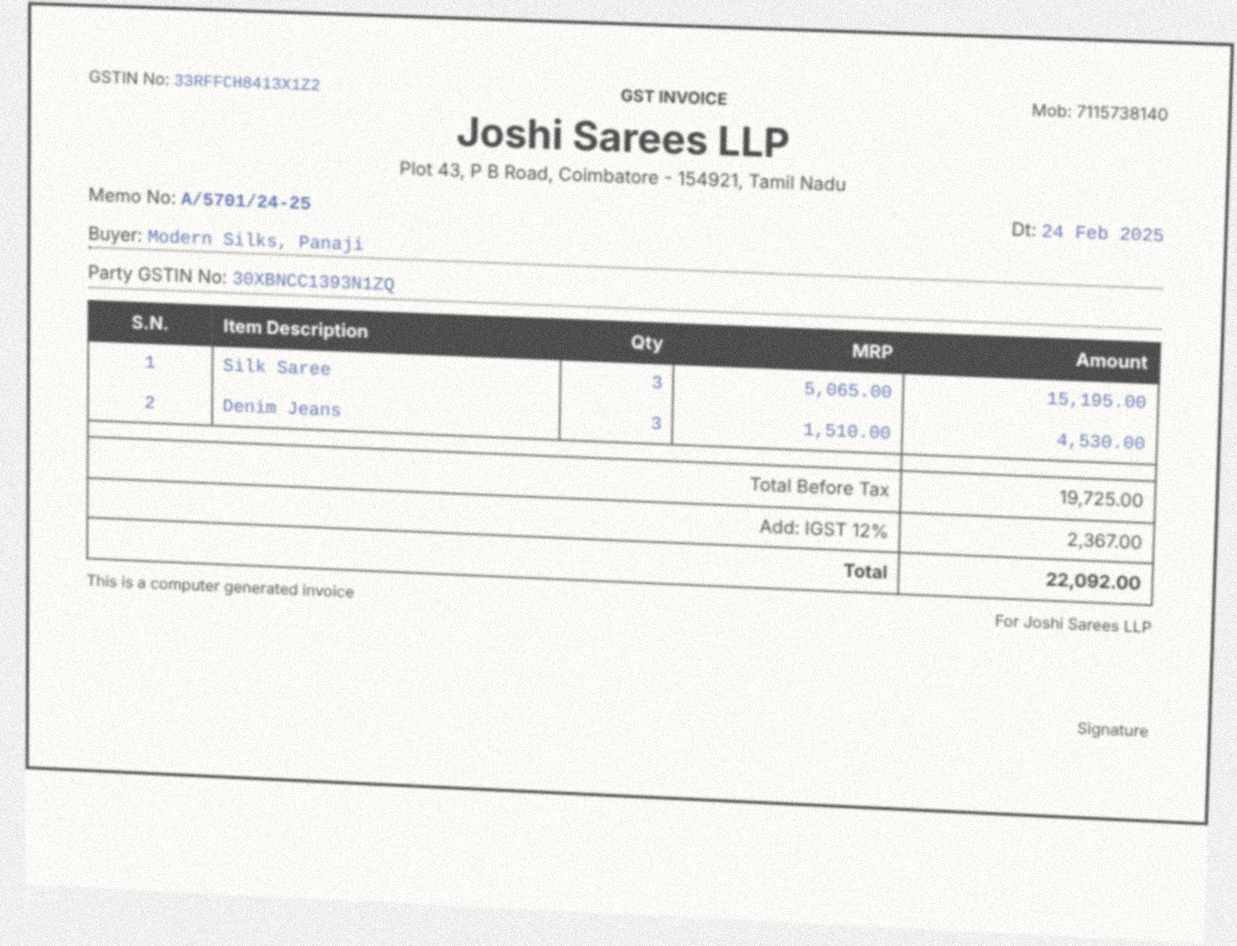 GSTIN No: 33RFFCH8413X1Z2
GST INVOICE
Mob: 7115738140
Joshi Sarees LLP
Plot 43, P B Road, Coimbatore - 154921, Tamil Nadu
Memo No: A/5701/24-25
Dt: 24 Feb 2025
Buyer: Modern Silks, Panaji
Party GSTIN No: 30XBNCC1393N1ZQ
S.N. Item Description Qty MRP Amount
1 Silk Saree 3 5,065.00 15,195.00
2 Denim Jeans 3 1,510.00 4,530.00
Total Before Tax 19,725.00
Add: IGST 12% 2,367.00
Total 22,092.00
This is a computer generated invoice
For Joshi Sarees LLP
Signature